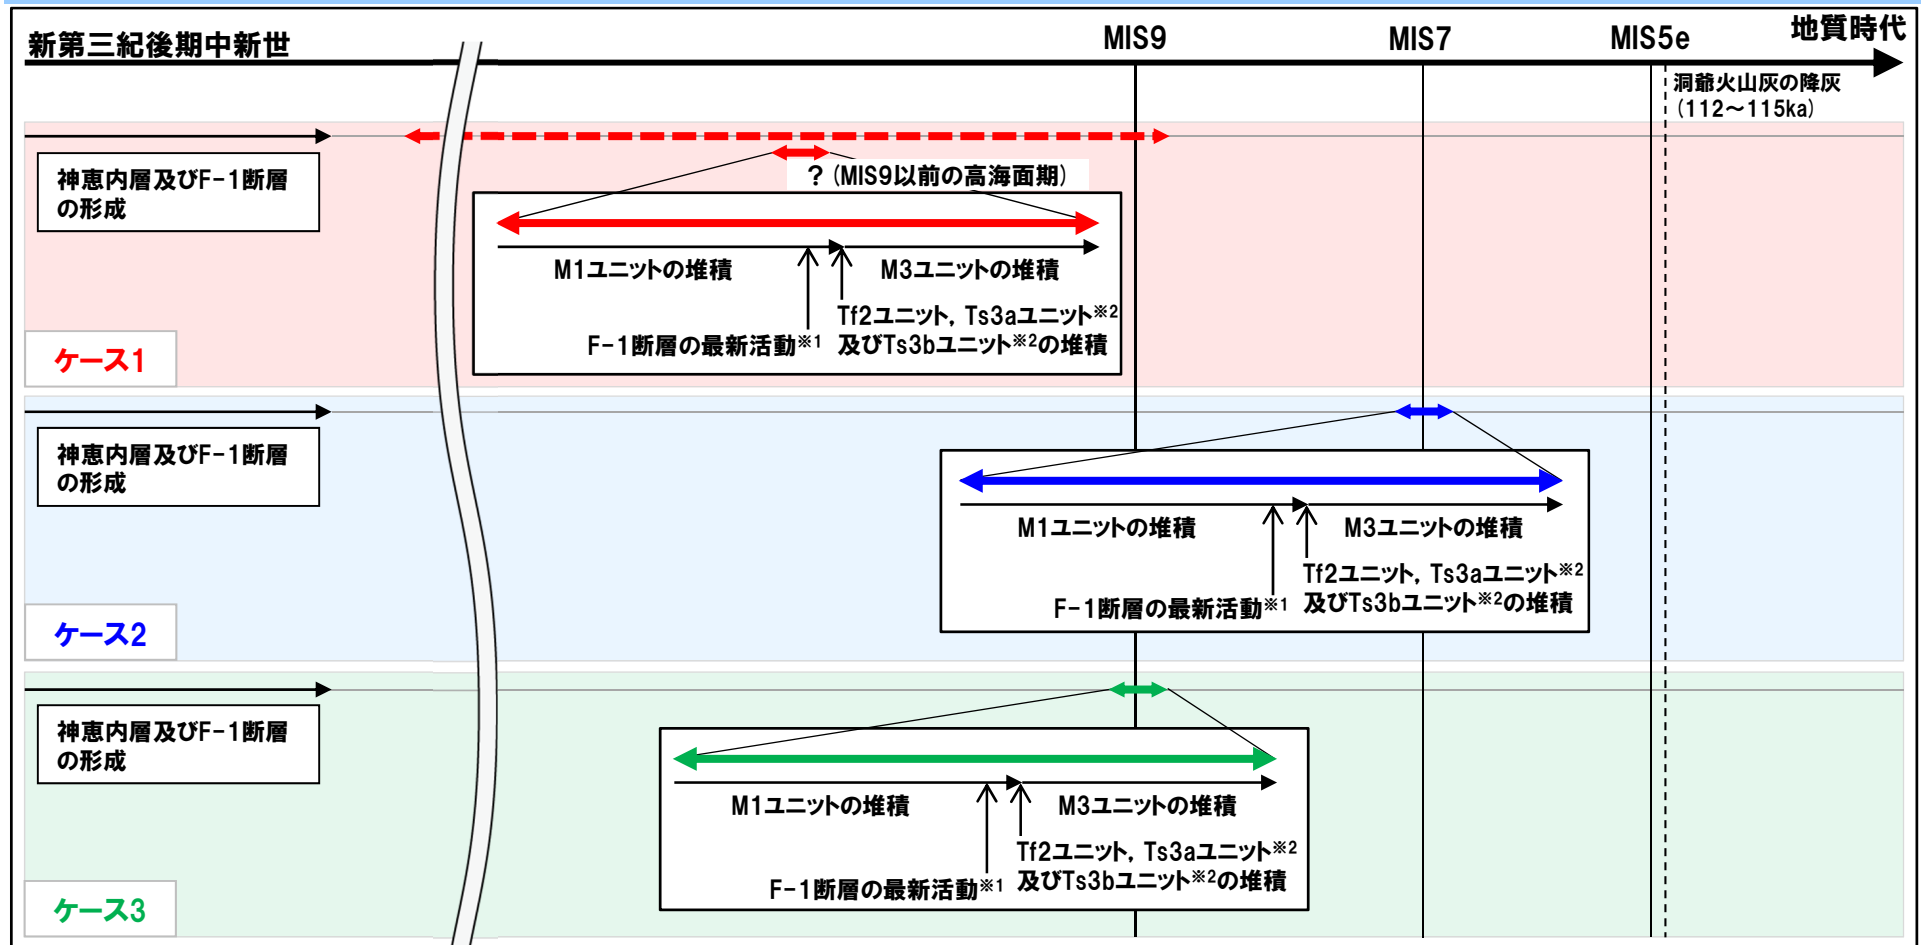 新第三紀後期中新世
MIS9
MIS7
MIS5e
地質時代
洞爺火山灰の降灰
(112～115ka)
神恵内層及びF-1断層
の形成
?(MIS9以前の高海面期)
M1ユニットの堆積
M3ユニットの堆積
F-1断層の最新活動※1
Tf2ユニット,Ts3aユニット※2
及びTs3bユニット※2の堆積
ケース1
神恵内層及びF-1断層
の形成
M1ユニットの堆積
M3ユニットの堆積
F-1断層の最新活動※1
Tf2ユニット,Ts3aユニット※2
及びTs3bユニット※2の堆積
ケース2
神恵内層及びF-1断層
の形成
M1ユニットの堆積
M3ユニットの堆積
F-1断層の最新活動※1
Tf2ユニット,Ts3aユニット※2
及びTs3bユニット※2の堆積
ケース3